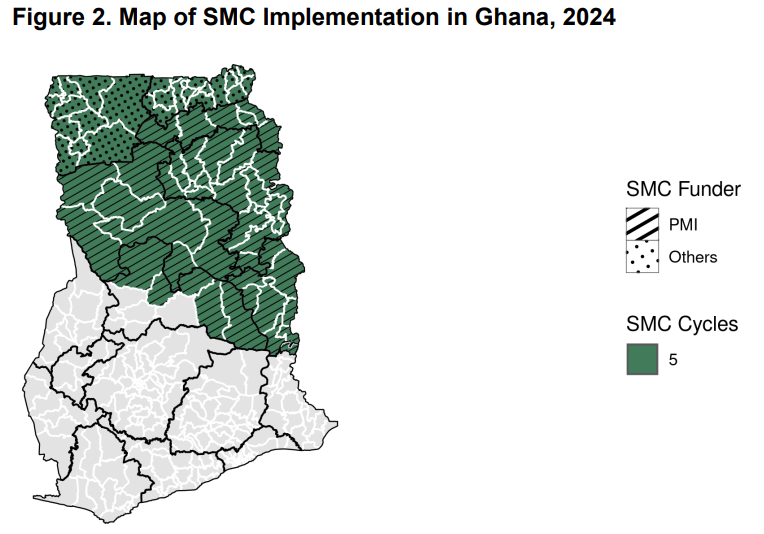 Figure 2. Map of SMC Implementation in Ghana, 2024
SMC Funder
PMI
Others
SMC Cycles
5